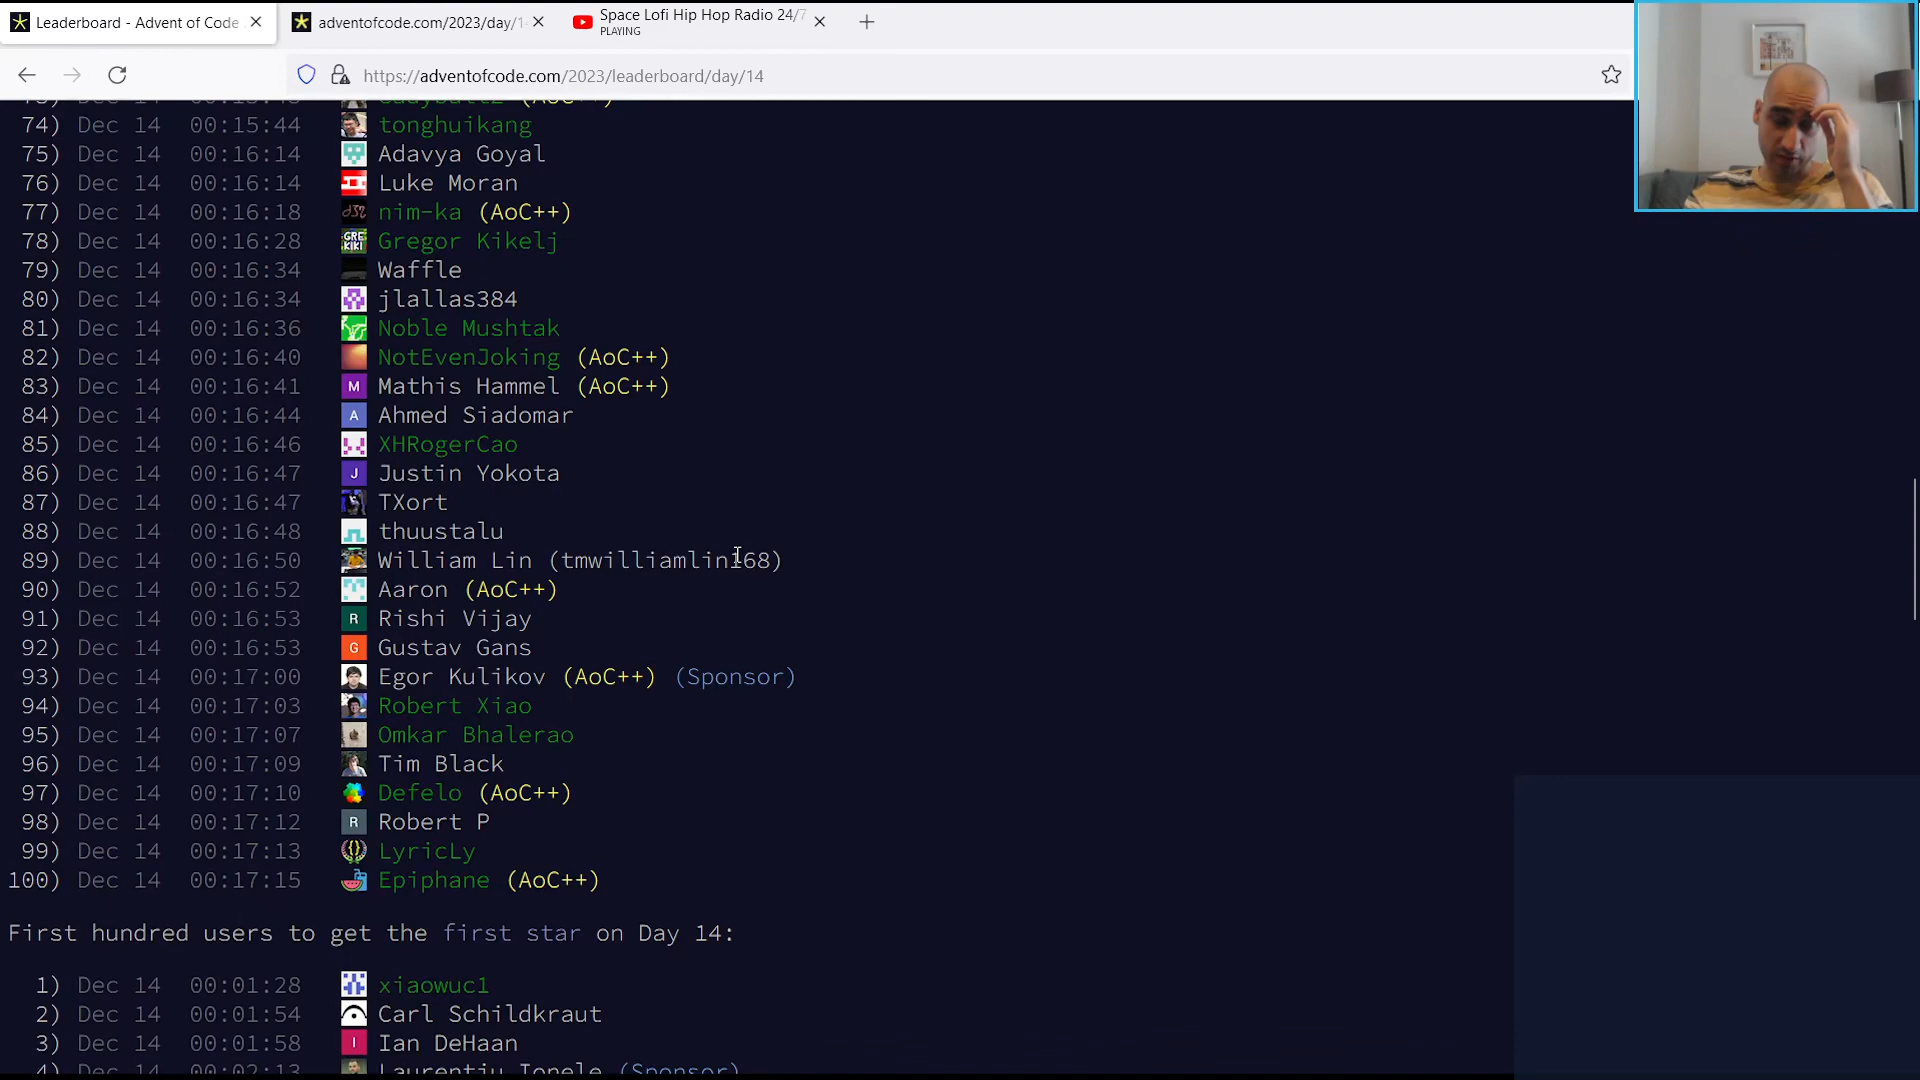 Leaderboard - Advent of Code
adventofcode.com/2023/day/1
Space Lofi Hip Hop Radio 24/7
PLAYING
https://adventofcode.com/2023/leaderboard/day/14
74) Dec 14 00:15:44 tonghuikang
75) Dec 14 00:16:14 Adavya Goyal
76) Dec 14 00:16:14 Luke Moran
77) Dec 14 00:16:18 nim-ka (AoC++)
78) Dec 14 00:16:28 Gregor Kikelj
79) Dec 14 00:16:34 Waffle
80) Dec 14 00:16:34 jlallas384
81) Dec 14 00:16:36 Noble Mushtak
82) Dec 14 00:16:40 NotEvenJoking (AoC++)
83) Dec 14 00:16:41 Mathis Hammel (AoC++)
84) Dec 14 00:16:44 Ahmed Siadomar
85) Dec 14 00:16:46 XHRogerCao
86) Dec 14 00:16:47 Justin Yokota
87) Dec 14 00:16:47 TXort
88) Dec 14 00:16:48 thuustalu
89) Dec 14 00:16:50 William Lin (tmwilliamlin168)
90) Dec 14 00:16:52 Aaron (AoC++)
91) Dec 14 00:16:53 Rishi Vijay
92) Dec 14 00:16:53 Gustav Gans
93) Dec 14 00:17:00 Egor Kulikov (AoC++) (Sponsor)
94) Dec 14 00:17:03 Robert Xiao
95) Dec 14 00:17:07 Omkar Bhalerao
96) Dec 14 00:17:09 Tim Black
97) Dec 14 00:17:10 Defelo (AoC++)
98) Dec 14 00:17:12 Robert P
99) Dec 14 00:17:13 LyricLy
100) Dec 14 00:17:15 Epiphane (AoC++)
First hundred users to get the first star on Day 14:
1) Dec 14 00:01:28 xiaowuc1
2) Dec 14 00:01:54 Carl Schildkraut
3) Dec 14 00:01:58 Ian DeHaan
4) Dec 14 00:02:13 Laurentiu Ionele (Sponsor)